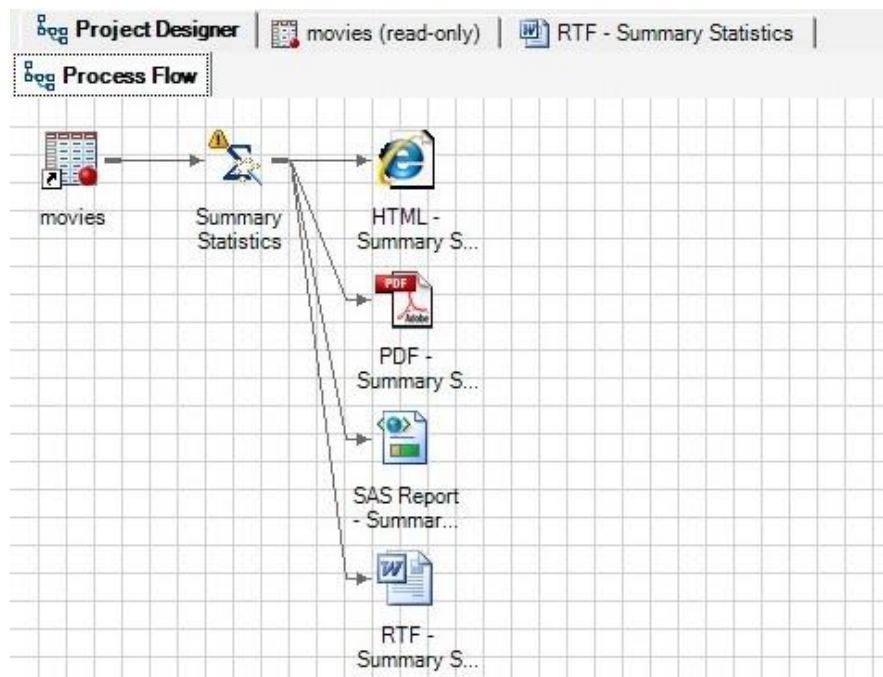 Project Designer
movies (read-only)
RTF - Summary Statistics
Process Flow
movies
Summary
Statistics
HTML -
Summary S...
PDF
Adobe
PDF -
Summary S...
SAS Report
- Summar...
W
RTF -
Summary S...